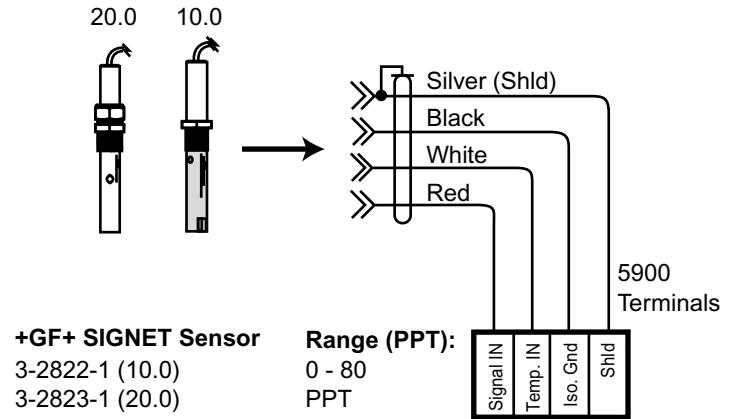 20.0 10.0
Silver (Shld)
Black
White
Red
5900
Terminals
+GF+ SIGNET Sensor Range (PPT):
3-2822-1 (10.0) 0 - 80
3-2823-1 (20.0) PPT
Signal IN
Temp. IN
Iso. Gnd
Shld